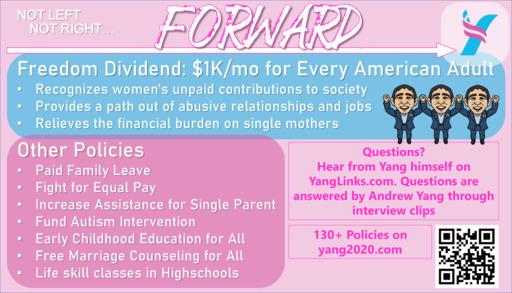 NOT LEFT
NOT RIGHT...
FORWARD
Freedom Dividend: $1K/mo for Every American Adult
• Recognizes women's unpaid contributions to society
• Provides a path out of abusive relationships and jobs
• Relieves the financial burden on single mothers
Other Policies
• Paid Family Leave
• Fight for Equal Pay
• Increase Assistance for Single Parent
• Fund Autism Intervention
• Early Childhood Education for All
• Free Marriage Counseling for All
• Life skill classes in Highschools
Questions?
Hear from Yang himself on
YangLinks.com. Questions are
answered by Andrew Yang through
interview clips
130+ Policies on
yang2020.com